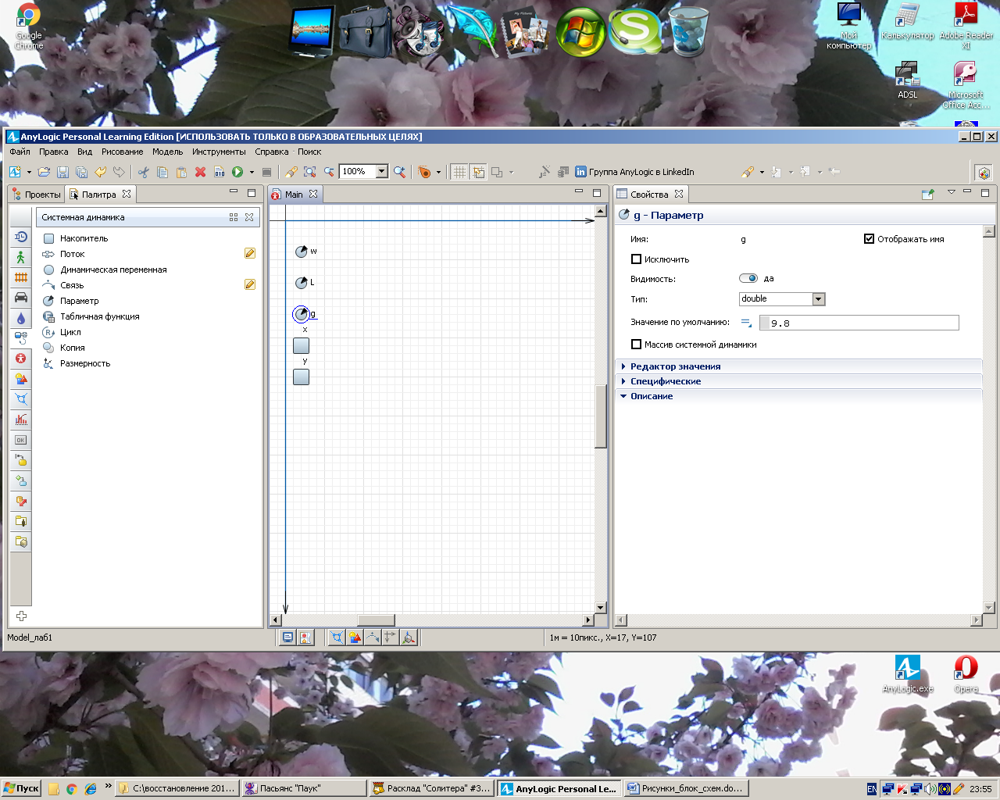 Google
Chrome
Мой
компьютер
Калькулятор
Adobe Reader
XI
ADSL
Microsoft
Office Acc...
AnyLogic Personal Learning Edition [ИСПОЛЬЗОВАТЬ ТОЛЬКО В ОБРАЗОВАТЕЛЬНЫХ ЦЕЛЯХ]
Файл Правка Вид Рисование Модель Инструменты Справка Поиск
100% Группа AnyLogic в LinkedIn
Проекты Палитра
Системная динамика
Накопитель
Поток
Динамическая переменная
Связь
Параметр
Табличная функция
Цикл
Копия
Размерность
OK
Main
w
L
g
x
y
Свойства
g - Параметр
Имя: g Отображать имя
Исключить
Видимость: да
Тип: double
Значение по умолчанию: 9.8
Массив системной динамики
Редактор значения
Специфические
Описание
Model_лаб1
1м = 10пикс., X=17, Y=107
AnyLogic.exe
Opera
Пуск » C:\восстановление 201... Пасьянс "Паук" Расклад "Солитера" #3... AnyLogic Personal Le... Рисунки_блок_схем.do... EN 23:55